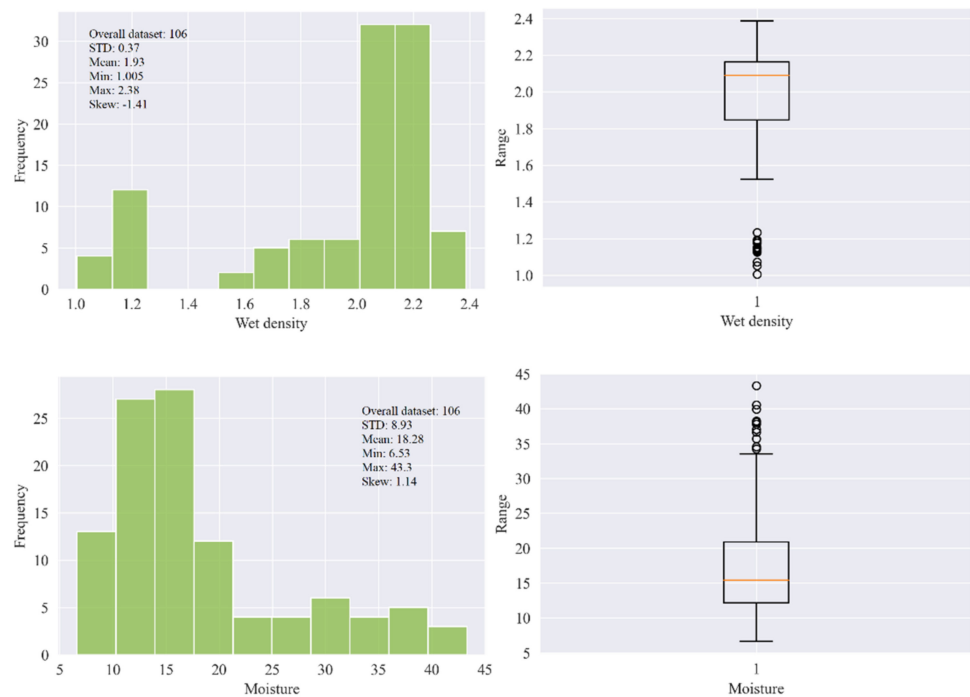 Overall dataset: 106
STD: 0.37
Mean: 1.93
Min: 1.005
Max: 2.38
Skew: -1.41
Frequency
30
25
20
15
10
5
0
1.0 1.2 1.4 1.6 1.8 2.0 2.2 2.4
Wet density
Range
2.4
2.2
2.0
1.8
1.6
1.4
1.2
1.0
1
Wet density
Overall dataset: 106
STD: 8.93
Mean: 18.28
Min: 6.53
Max: 43.3
Skew: 1.14
Frequency
25
20
15
10
5
0
5 10 15 20 25 30 35 40 45
Moisture
Range
45
40
35
30
25
20
15
10
5
1
Moisture